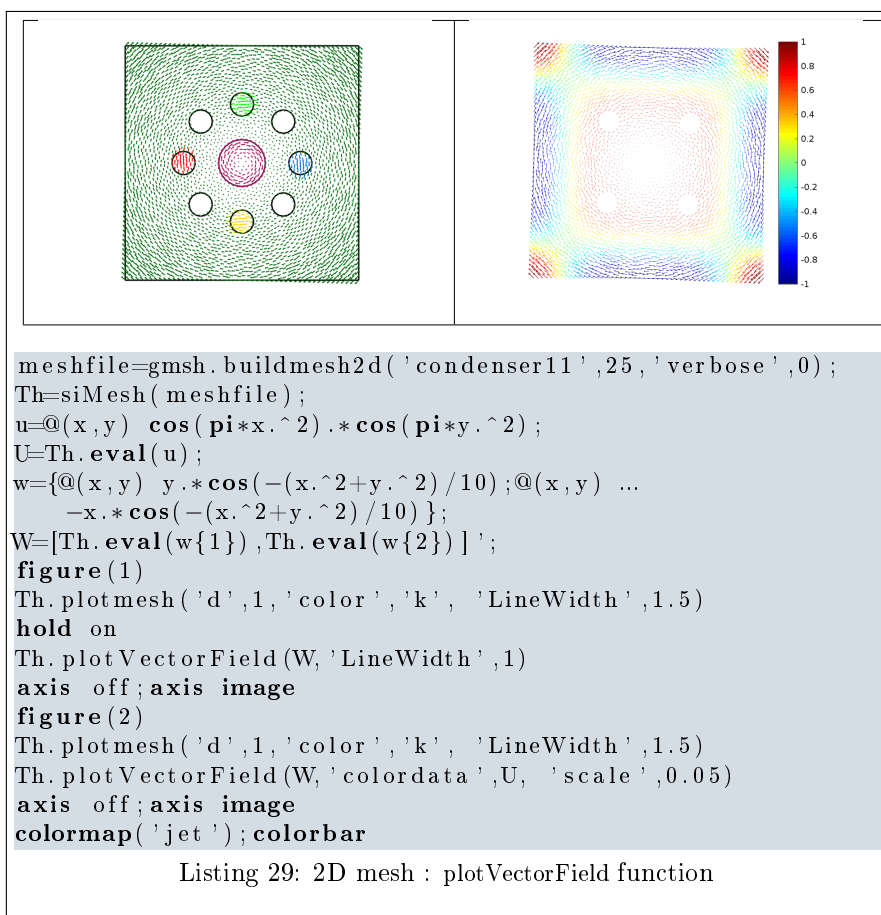 1
0.8
0.6
0.4
0.2
0
-0.2
-0.4
-0.6
-0.8
-1
meshfile=gmsh.buildmesh2d('condenser11',25,'verbose',0);
Th=siMesh(meshfile);
u=@(x,y) cos(pi*x.^2).*cos(pi*y.^2);
U=Th.eval(u);
w={@(x,y) y.*cos(-(x.^2+y.^2)/10);@(x,y) ...
-x.*cos(-(x.^2+y.^2)/10)};
W=[Th.eval(w{1}),Th.eval(w{2})]';
figure(1)
Th.plotmesh('d',1,'color','k', 'LineWidth',1.5)
hold on
Th.plotVectorField(W,'LineWidth',1)
axis off;axis image
figure(2)
Th.plotmesh('d',1,'color','k', 'LineWidth',1.5)
Th.plotVectorField(W,'colordata',U, 'scale',0.05)
axis off;axis image
colormap('jet');colorbar
Listing 29: 2D mesh : plotVectorField function